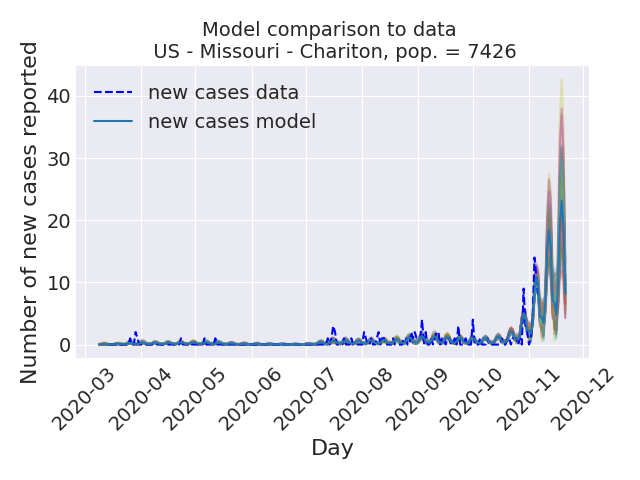 Model comparison to data
US - Missouri - Chariton, pop. = 7426
new cases data
new cases model
Number of new cases reported
40
30
20
10
0
2020-03
2020-04
2020-05
2020-06
2020-07
2020-08
2020-09
2020-10
2020-11
2020-12
Day